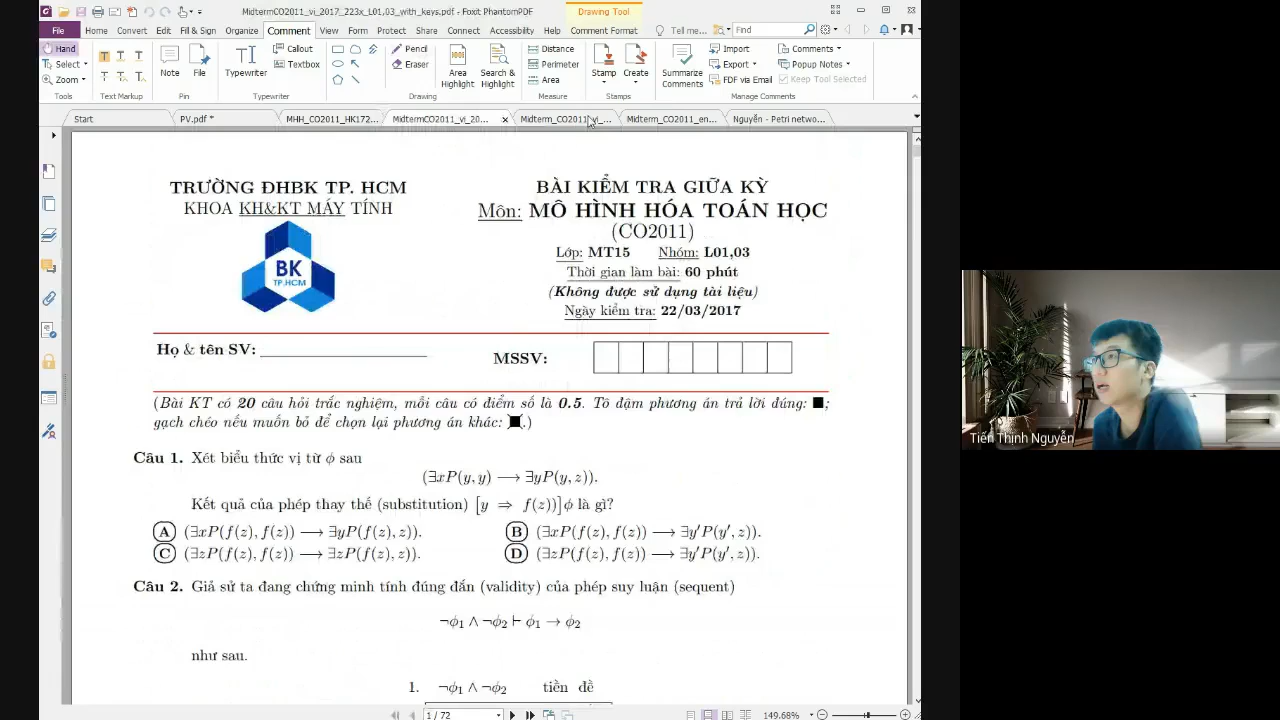 MidtermCO2011_vi_2017_223x_L01,03_with_keys.pdf - Foxit PhantomPDF
Drawing Tool
File Home Convert Edit Fill & Sign Organize Comment View Form Protect Share Connect Accessibility Help Comment Format Tell me... Find
Hand
Select
Zoom
Tools
Text Markup
Note
File
Typewriter
Callout
Textbox
Typewriter
Pencil
Eraser
Drawing
Area Highlight
Search & Highlight
Distance
Perimeter
Area
Measure
Stamp
Create
Stamps
Summarize Comments
Import
Export
FDF via Email
Comments
Popup Notes
Keep Tool Selected
Manage Comments
Start PV.pdf * MHH_CO2011_HK172... MidtermCO2011_vi_20... Midterm_CO2011_vi_... Midterm_CO2011_en... Nguyễn - Petri netwo...
TRƯỜNG ĐHBK TP. HCM
KHOA KH&KT MÁY TÍNH
BK
TP.HCM
BÀI KIỂM TRA GIỮA KỲ
Môn: MÔ HÌNH HÓA TOÁN HỌC
(CO2011)
Lớp: MT15 Nhóm: L01,03
Thời gian làm bài: 60 phút
(Không được sử dụng tài liệu)
Ngày kiểm tra: 22/03/2017
Họ & tên SV:
MSSV:
(Bài KT có 20 câu hỏi trắc nghiệm, mỗi câu có điểm số là 0.5. Tô đậm phương án trả lời đúng: ■;
gạch chéo nếu muốn bỏ để chọn lại phương án khác: ■.)
Câu 1. Xét biểu thức vị từ ϕ sau
(∃xP(y, y) ⟶ ∃yP(y, z)).
Kết quả của phép thay thế (substitution) [y ⇒ f(z))]ϕ là gì?
A (∃xP(f(z), f(z)) ⟶ ∃yP(f(z), z)). B (∃xP(f(z), f(z)) ⟶ ∃y′P(y′, z)).
C (∃zP(f(z), f(z)) ⟶ ∃zP(f(z), z)). D (∃zP(f(z), f(z)) ⟶ ∃y′P(y′, z)).
Câu 2. Giả sử ta đang chứng minh tính đúng đắn (validity) của phép suy luận (sequent)
¬ϕ₁ ∧ ¬ϕ₂ ⊢ ϕ₁ → ϕ₂
như sau.
1. ¬ϕ₁ ∧ ¬ϕ₂ tiền đề
1 / 72
149.68%
Tiến Thịnh Nguyễn